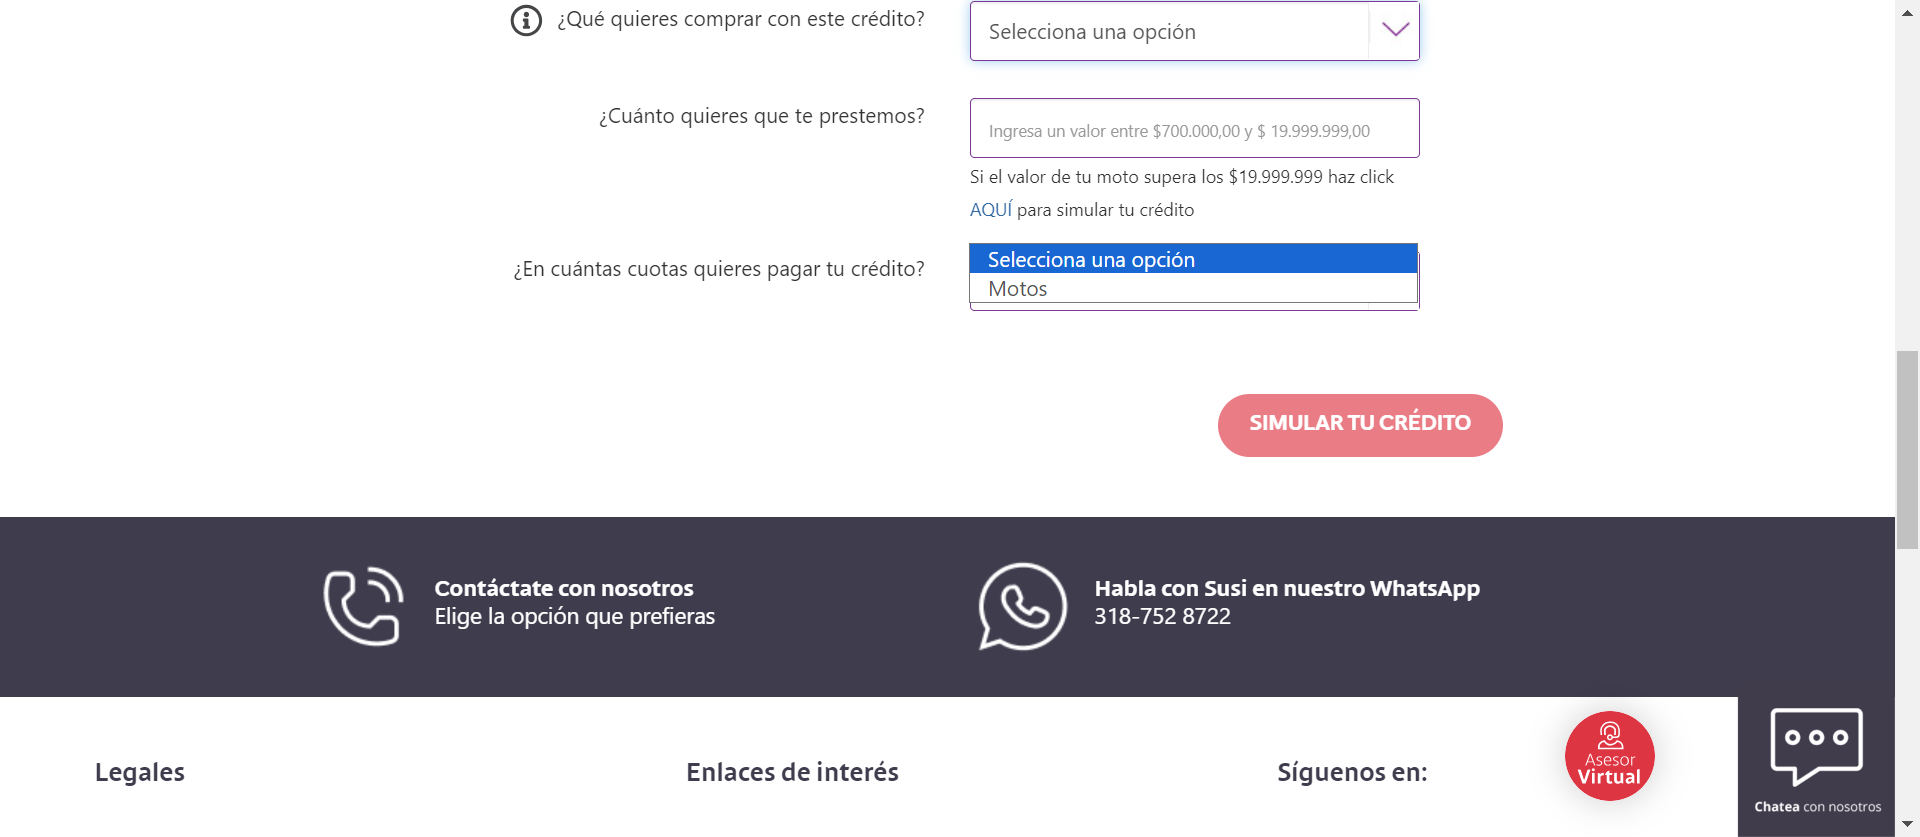 ¿Qué quieres comprar con este crédito?
Selecciona una opción
¿Cuánto quieres que te prestemos?
Ingresa un valor entre $700.000,00 y $ 19.999.999,00
Si el valor de tu moto supera los $19.999.999 haz click
AQUÍ para simular tu crédito
¿En cuántas cuotas quieres pagar tu crédito?
Selecciona una opción
Motos
SIMULAR TU CRÉDITO
Contáctate con nosotros
Elige la opción que prefieras
Habla con Susi en nuestro WhatsApp
318-752 8722
Legales
Enlaces de interés
Síguenos en:
Asesor
Virtual
Chatea con nosotros